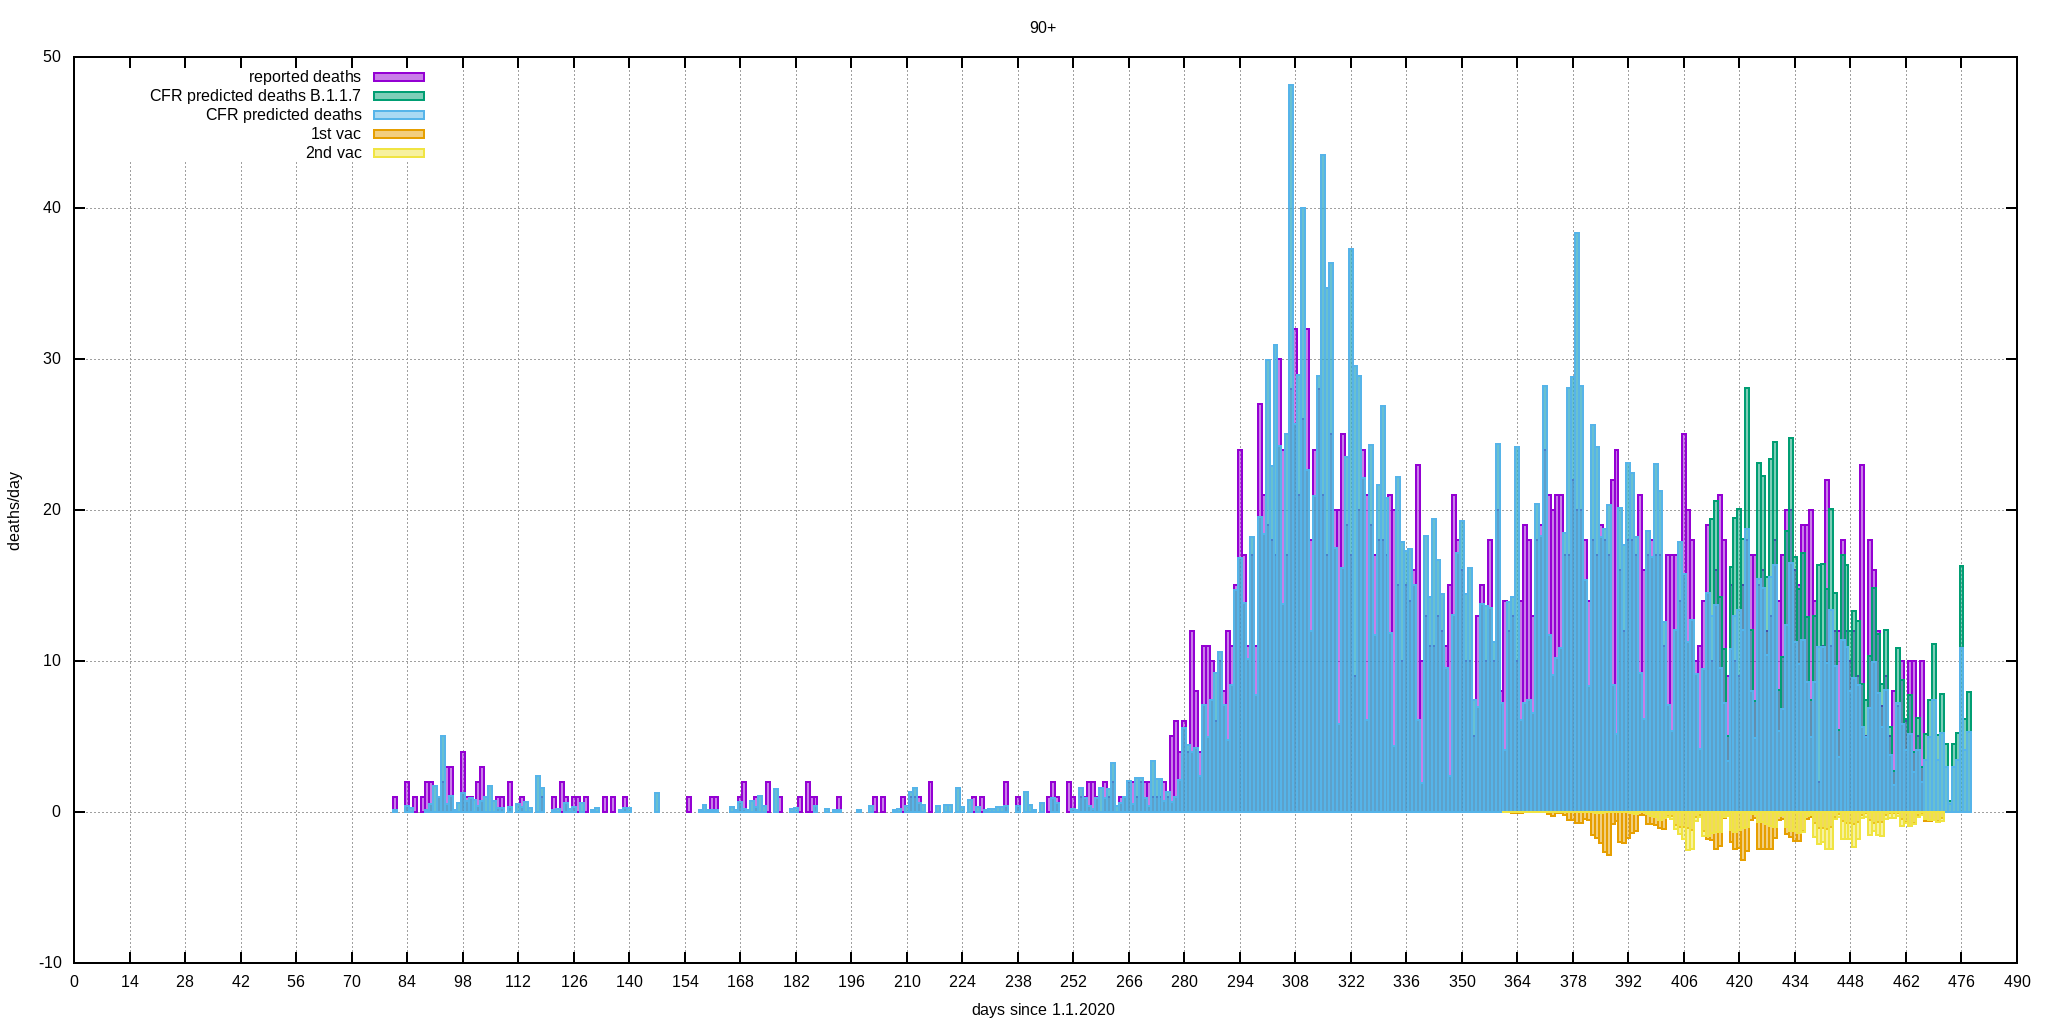 90+
50
reported deaths
CFR predicted deaths B.1.1.7
CFR predicted deaths
1st vac
2nd vac
40
30
20
10
0
-10
deaths/day
0 14 28 42 56 70 84 98 112 126 140 154 168 182 196 210 224 238 252 266 280 294 308 322 336 350 364 378 392 406 420 434 448 462 476 490
days since 1.1.2020